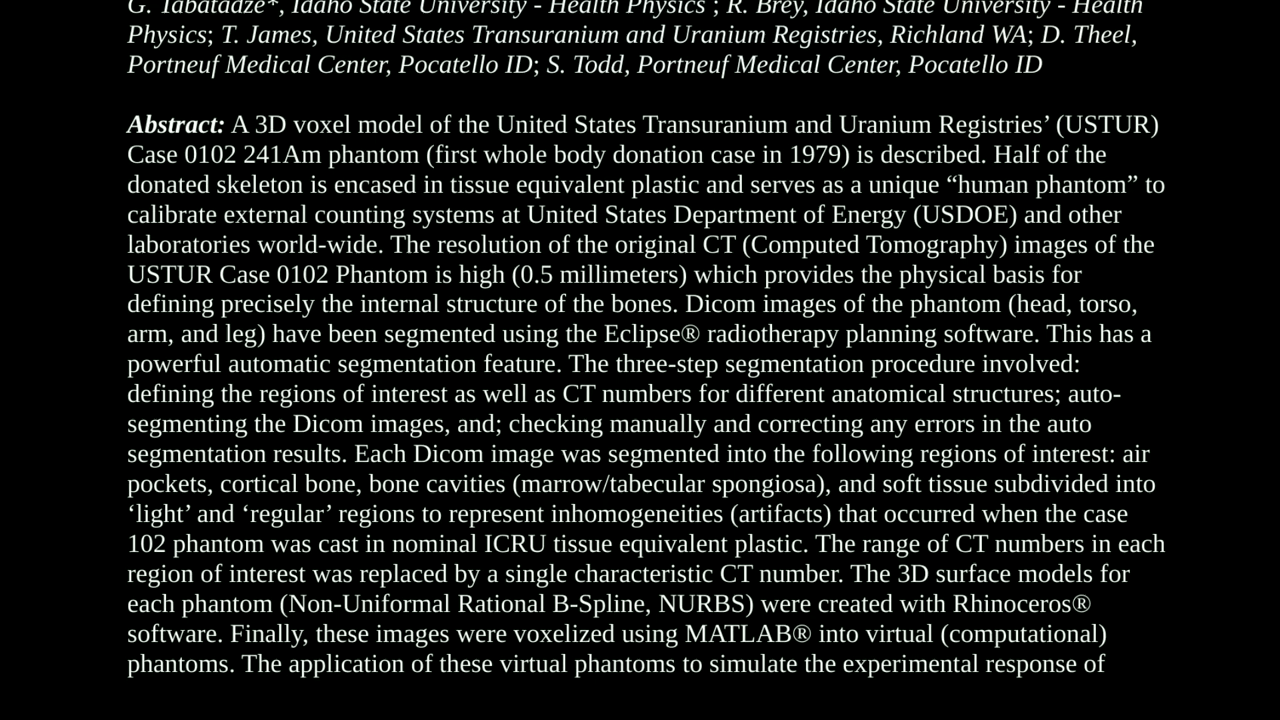 G. Tabatadze*, Idaho State University - Health Physics ; R. Brey, Idaho State University - Health
Physics; T. James, United States Transuranium and Uranium Registries, Richland WA; D. Theel,
Portneuf Medical Center, Pocatello ID; S. Todd, Portneuf Medical Center, Pocatello ID
Abstract: A 3D voxel model of the United States Transuranium and Uranium Registries’ (USTUR)
Case 0102 241Am phantom (first whole body donation case in 1979) is described. Half of the
donated skeleton is encased in tissue equivalent plastic and serves as a unique “human phantom” to
calibrate external counting systems at United States Department of Energy (USDOE) and other
laboratories world-wide. The resolution of the original CT (Computed Tomography) images of the
USTUR Case 0102 Phantom is high (0.5 millimeters) which provides the physical basis for
defining precisely the internal structure of the bones. Dicom images of the phantom (head, torso,
arm, and leg) have been segmented using the Eclipse® radiotherapy planning software. This has a
powerful automatic segmentation feature. The three-step segmentation procedure involved:
defining the regions of interest as well as CT numbers for different anatomical structures; auto-
segmenting the Dicom images, and; checking manually and correcting any errors in the auto
segmentation results. Each Dicom image was segmented into the following regions of interest: air
pockets, cortical bone, bone cavities (marrow/tabecular spongiosa), and soft tissue subdivided into
‘light’ and ‘regular’ regions to represent inhomogeneities (artifacts) that occurred when the case
102 phantom was cast in nominal ICRU tissue equivalent plastic. The range of CT numbers in each
region of interest was replaced by a single characteristic CT number. The 3D surface models for
each phantom (Non-Uniformal Rational B-Spline, NURBS) were created with Rhinoceros®
software. Finally, these images were voxelized using MATLAB® into virtual (computational)
phantoms. The application of these virtual phantoms to simulate the experimental response of